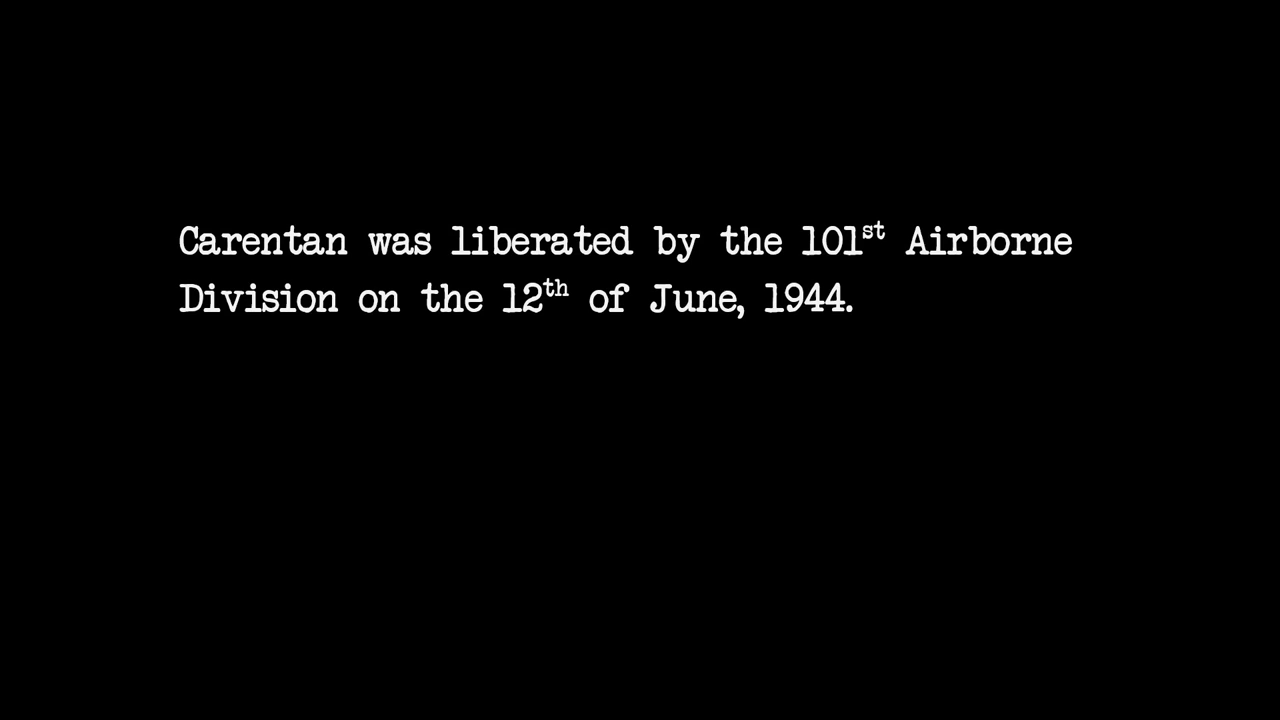 Carentan was liberated by the 101st Airborne
Division on the 12th of June, 1944.